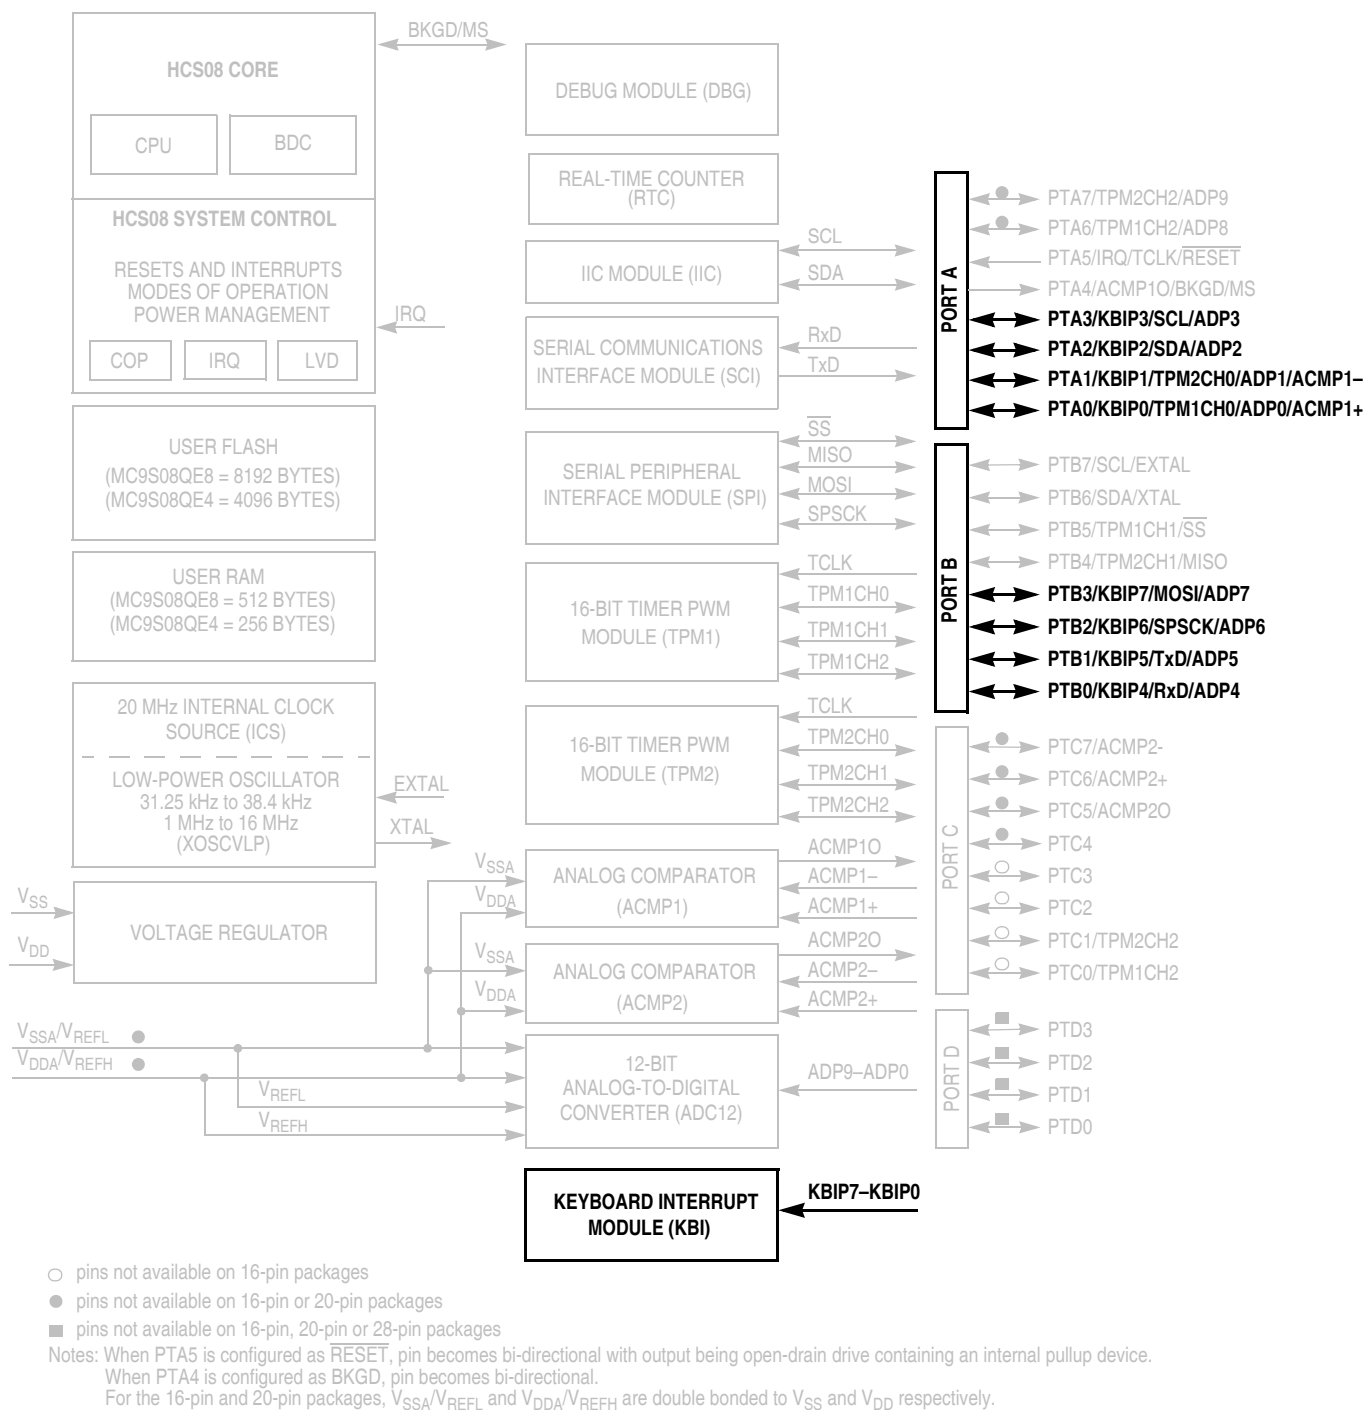 BKGD/MS
HCS08 CORE
CPU
BDC
HCS08 SYSTEM CONTROL
RESETS AND INTERRUPTS
MODES OF OPERATION
POWER MANAGEMENT
IRQ
COP
IRQ
LVD
USER FLASH
(MC9S08QE8 = 8192 BYTES)
(MC9S08QE4 = 4096 BYTES)
USER RAM
(MC9S08QE8 = 512 BYTES)
(MC9S08QE4 = 256 BYTES)
20 MHz INTERNAL CLOCK
SOURCE (ICS)
LOW-POWER OSCILLATOR
31.25 kHz to 38.4 kHz
1 MHz to 16 MHz
(XOSCVLP)
EXTAL
XTAL
VSS
VDD
VOLTAGE REGULATOR
VSSA/VREFL
VDDA/VREFH
VREFL
VREFH
VSSA
VDDA
VSSA
VDDA
DEBUG MODULE (DBG)
REAL-TIME COUNTER
(RTC)
IIC MODULE (IIC)
SCL
SDA
SERIAL COMMUNICATIONS
INTERFACE MODULE (SCI)
RxD
TxD
SERIAL PERIPHERAL
INTERFACE MODULE (SPI)
SS
MISO
MOSI
SPSCK
16-BIT TIMER PWM
MODULE (TPM1)
TCLK
TPM1CH0
TPM1CH1
TPM1CH2
16-BIT TIMER PWM
MODULE (TPM2)
TCLK
TPM2CH0
TPM2CH1
TPM2CH2
ANALOG COMPARATOR
(ACMP1)
ACMP1O
ACMP1–
ACMP1+
ANALOG COMPARATOR
(ACMP2)
ACMP2O
ACMP2–
ACMP2+
12-BIT
ANALOG-TO-DIGITAL
CONVERTER (ADC12)
ADP9–ADP0
KEYBOARD INTERRUPT
MODULE (KBI)
KBIP7–KBIP0
PORT A
PTA7/TPM2CH2/ADP9
PTA6/TPM1CH2/ADP8
PTA5/IRQ/TCLK/RESET
PTA4/ACMP1O/BKGD/MS
PTA3/KBIP3/SCL/ADP3
PTA2/KBIP2/SDA/ADP2
PTA1/KBIP1/TPM2CH0/ADP1/ACMP1–
PTA0/KBIP0/TPM1CH0/ADP0/ACMP1+
PORT B
PTB7/SCL/EXTAL
PTB6/SDA/XTAL
PTB5/TPM1CH1/SS
PTB4/TPM2CH1/MISO
PTB3/KBIP7/MOSI/ADP7
PTB2/KBIP6/SPSCK/ADP6
PTB1/KBIP5/TxD/ADP5
PTB0/KBIP4/RxD/ADP4
PORT C
PTC7/ACMP2-
PTC6/ACMP2+
PTC5/ACMP2O
PTC4
PTC3
PTC2
PTC1/TPM2CH2
PTC0/TPM1CH2
PORT D
PTD3
PTD2
PTD1
PTD0
pins not available on 16-pin packages
pins not available on 16-pin or 20-pin packages
pins not available on 16-pin, 20-pin or 28-pin packages
Notes: When PTA5 is configured as RESET, pin becomes bi-directional with output being open-drain drive containing an internal pullup device.
When PTA4 is configured as BKGD, pin becomes bi-directional.
For the 16-pin and 20-pin packages, VSSA/VREFL and VDDA/VREFH are double bonded to VSS and VDD respectively.